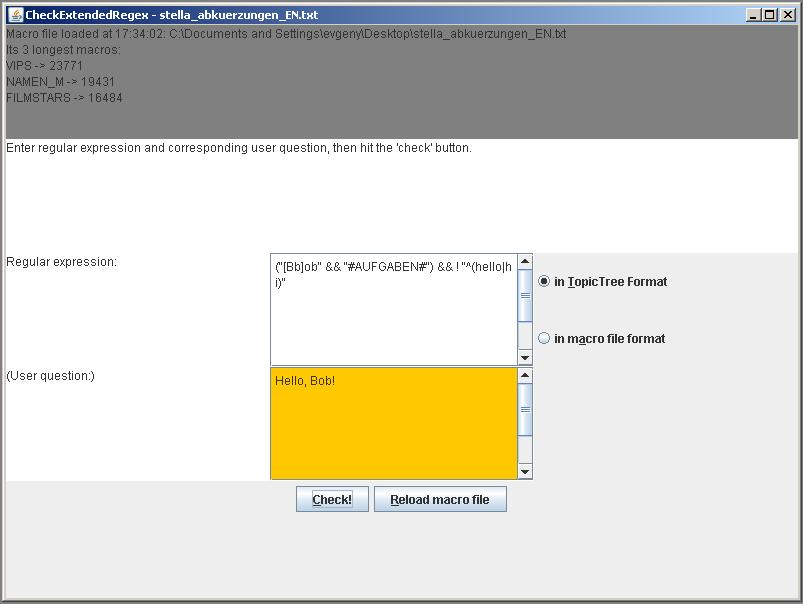 CheckExtendedRegex - stella_abkuerzungen_EN.txt
Macro file loaded at 17:34:02: C:\Documents and Settings\evgeny\Desktop\stella_abkuerzungen_EN.txt
Its 3 longest macros:
VIPS -> 23771
NAMEN_M -> 19431
FILMSTARS -> 16484
Enter regular expression and corresponding user question, then hit the 'check' button.
Regular expression:
("[Bb]ob" && "#AUFGABEN#") && ! "^(hello|h
i)"
in TopicTree Format
in macro file format
(User question:)
Hello, Bob!
Check!
Reload macro file